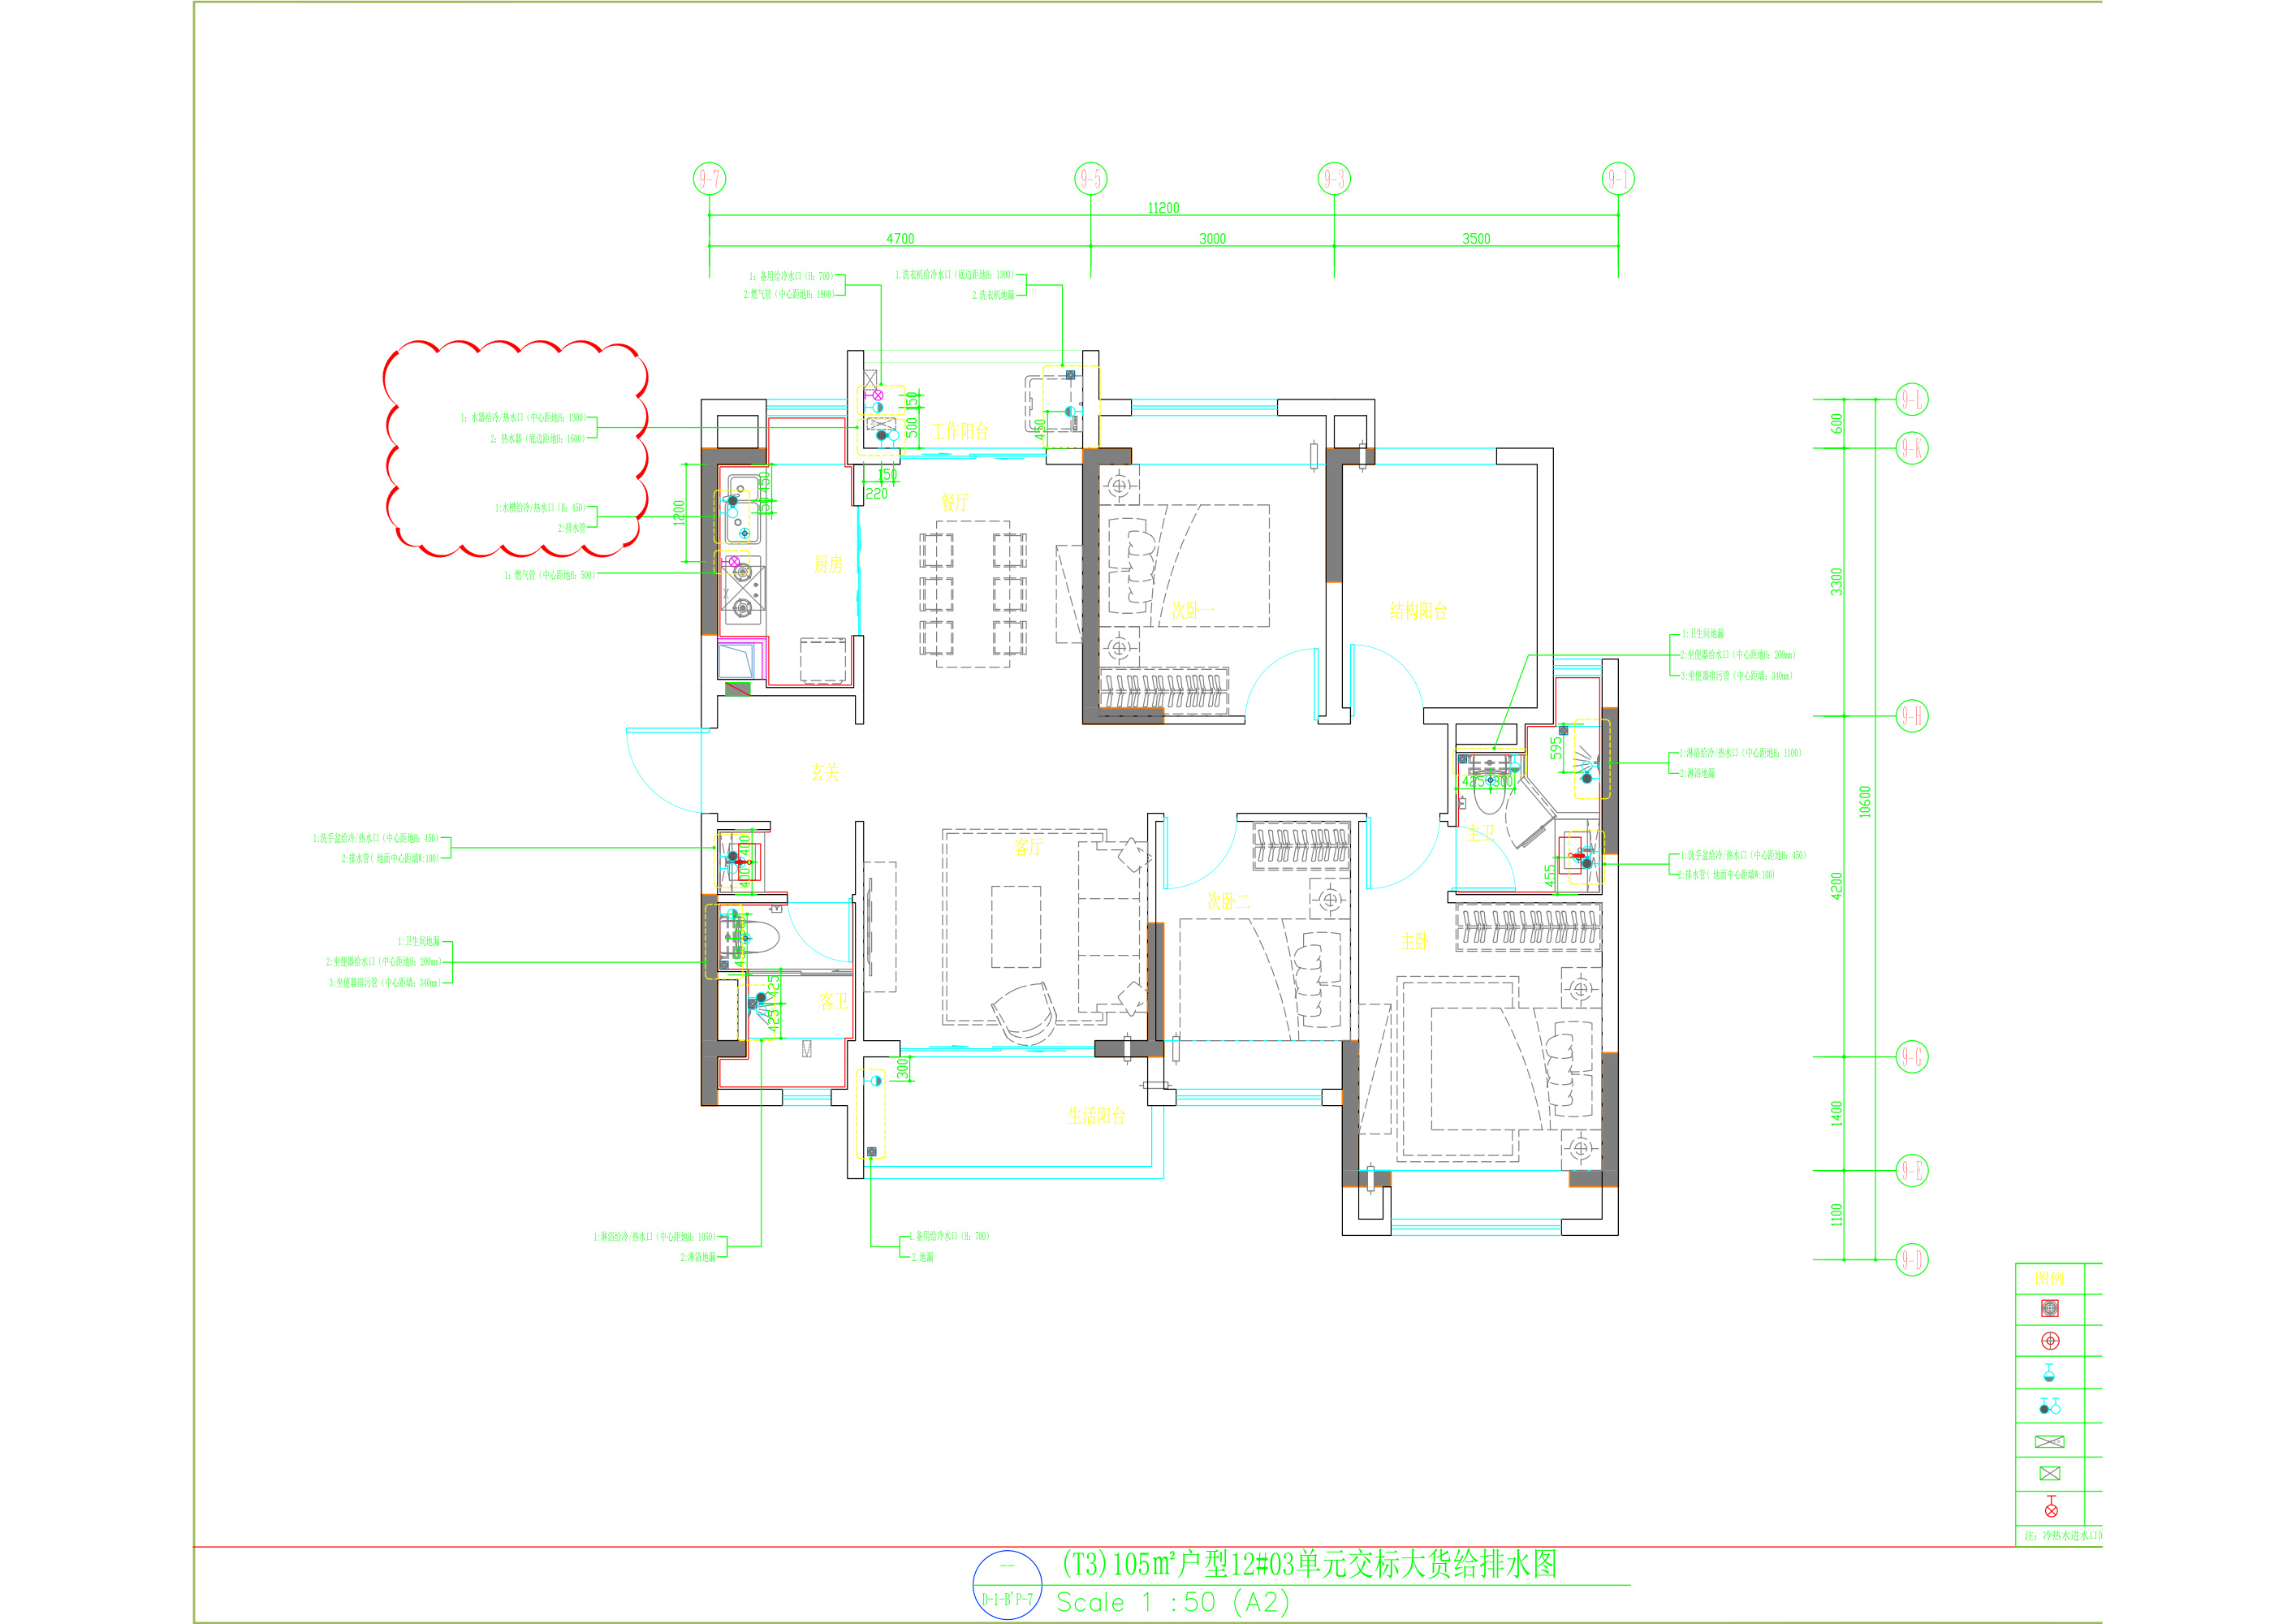 9-7
9-5
9-3
9-1
11200
4700
3000
3500
1: 备用给冷水口 (H: 700)
2:燃气管 (中心距地H: 1900)
1.洗衣机给冷水口 (底边距地H: 1300)
2.洗衣机地漏
9-L
600
9-K
150
500
450
工作阳台
1: 水器给冷/热水口 (中心距地H: 1300)
2: 热水器 (底边距地H: 1600)
150
220
450
150
1200
餐厅
1:水槽给冷/热水口 (H: 450)
2:排水管
厨房
1: 燃气管 (中心距地H: 500)
3300
次卧一
结构阳台
1:卫生间地漏
2:坐便器给水口 (中心距地H: 200mm)
3:坐便器排污管 (中心距墙: 340mm)
9-H
595
1:淋浴给冷/热水口 (中心距地H: 1100)
2:淋浴地漏
玄关
425
300
10600
主卫
1:洗手盆给冷/热水口 (中心距地H: 450)
2:排水管( 地面中心距墙W:100)
400
400
客厅
1:洗手盆给冷/热水口 (中心距地H: 450)
2:排水管( 地面中心距墙W:100)
455
4200
次卧二
主卧
1:卫生间地漏
2:坐便器给水口 (中心距地H: 200mm)
3:坐便器排污管 (中心距墙: 340mm)
425
425
客卫
9-G
300
生活阳台
1400
9-E
1100
1:淋浴给冷/热水口 (中心距地H: 1050)
2:淋浴地漏
1.备用给冷水口 (H: 700)
2.地漏
9-D
图例
注: 冷热水进水口
--
D-1-B'P-7
(T3)105m²户型12#03单元交标大货给排水图
Scale 1 :50 (A2)